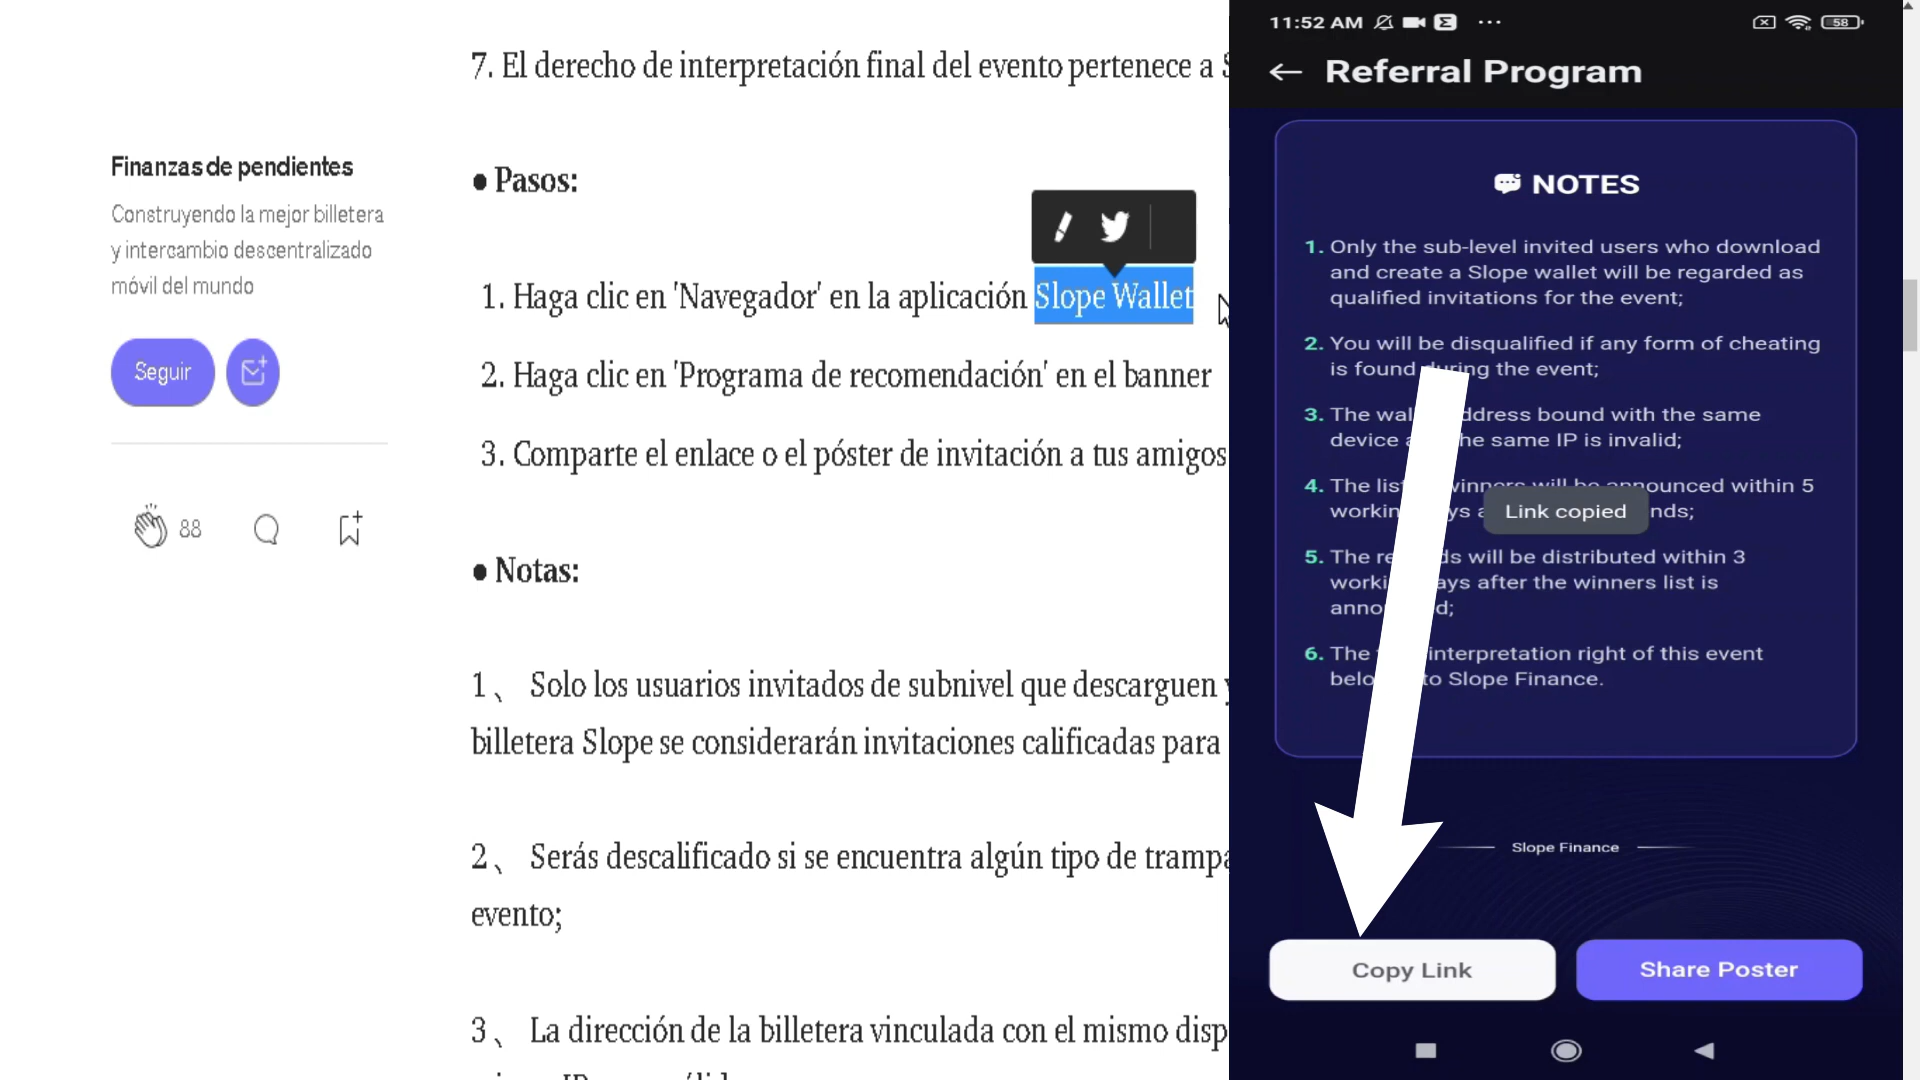 7. El derecho de interpretación final del evento pertenece a
Finanzas de pendientes
Construyendo la mejor billetera
y intercambio descentralizado
móvil del mundo
Seguir
88
● Pasos:
1. Haga clic en 'Navegador' en la aplicación Slope Wallet
2. Haga clic en 'Programa de recomendación' en el banner
3. Comparte el enlace o el póster de invitación a tus amigos
● Notas:
1、 Solo los usuarios invitados de subnivel que descarguen y
billetera Slope se considerarán invitaciones calificadas para
2、 Serás descalificado si se encuentra algún tipo de trampa
evento;
3、 La dirección de la billetera vinculada con el mismo disp
11:52 AM
58
Referral Program
NOTES
1. Only the sub-level invited users who download
and create a Slope wallet will be regarded as
qualified invitations for the event;
2. You will be disqualified if any form of cheating
is found during the event;
3. The wal ddress bound with the same
device a he same IP is invalid;
4. The lis winners will be announced within 5
workin ys a nds;
Link copied
5. The re ds will be distributed within 3
worki ays after the winners list is
anno d;
6. The interpretation right of this event
belo to Slope Finance.
Slope Finance
Copy Link
Share Poster